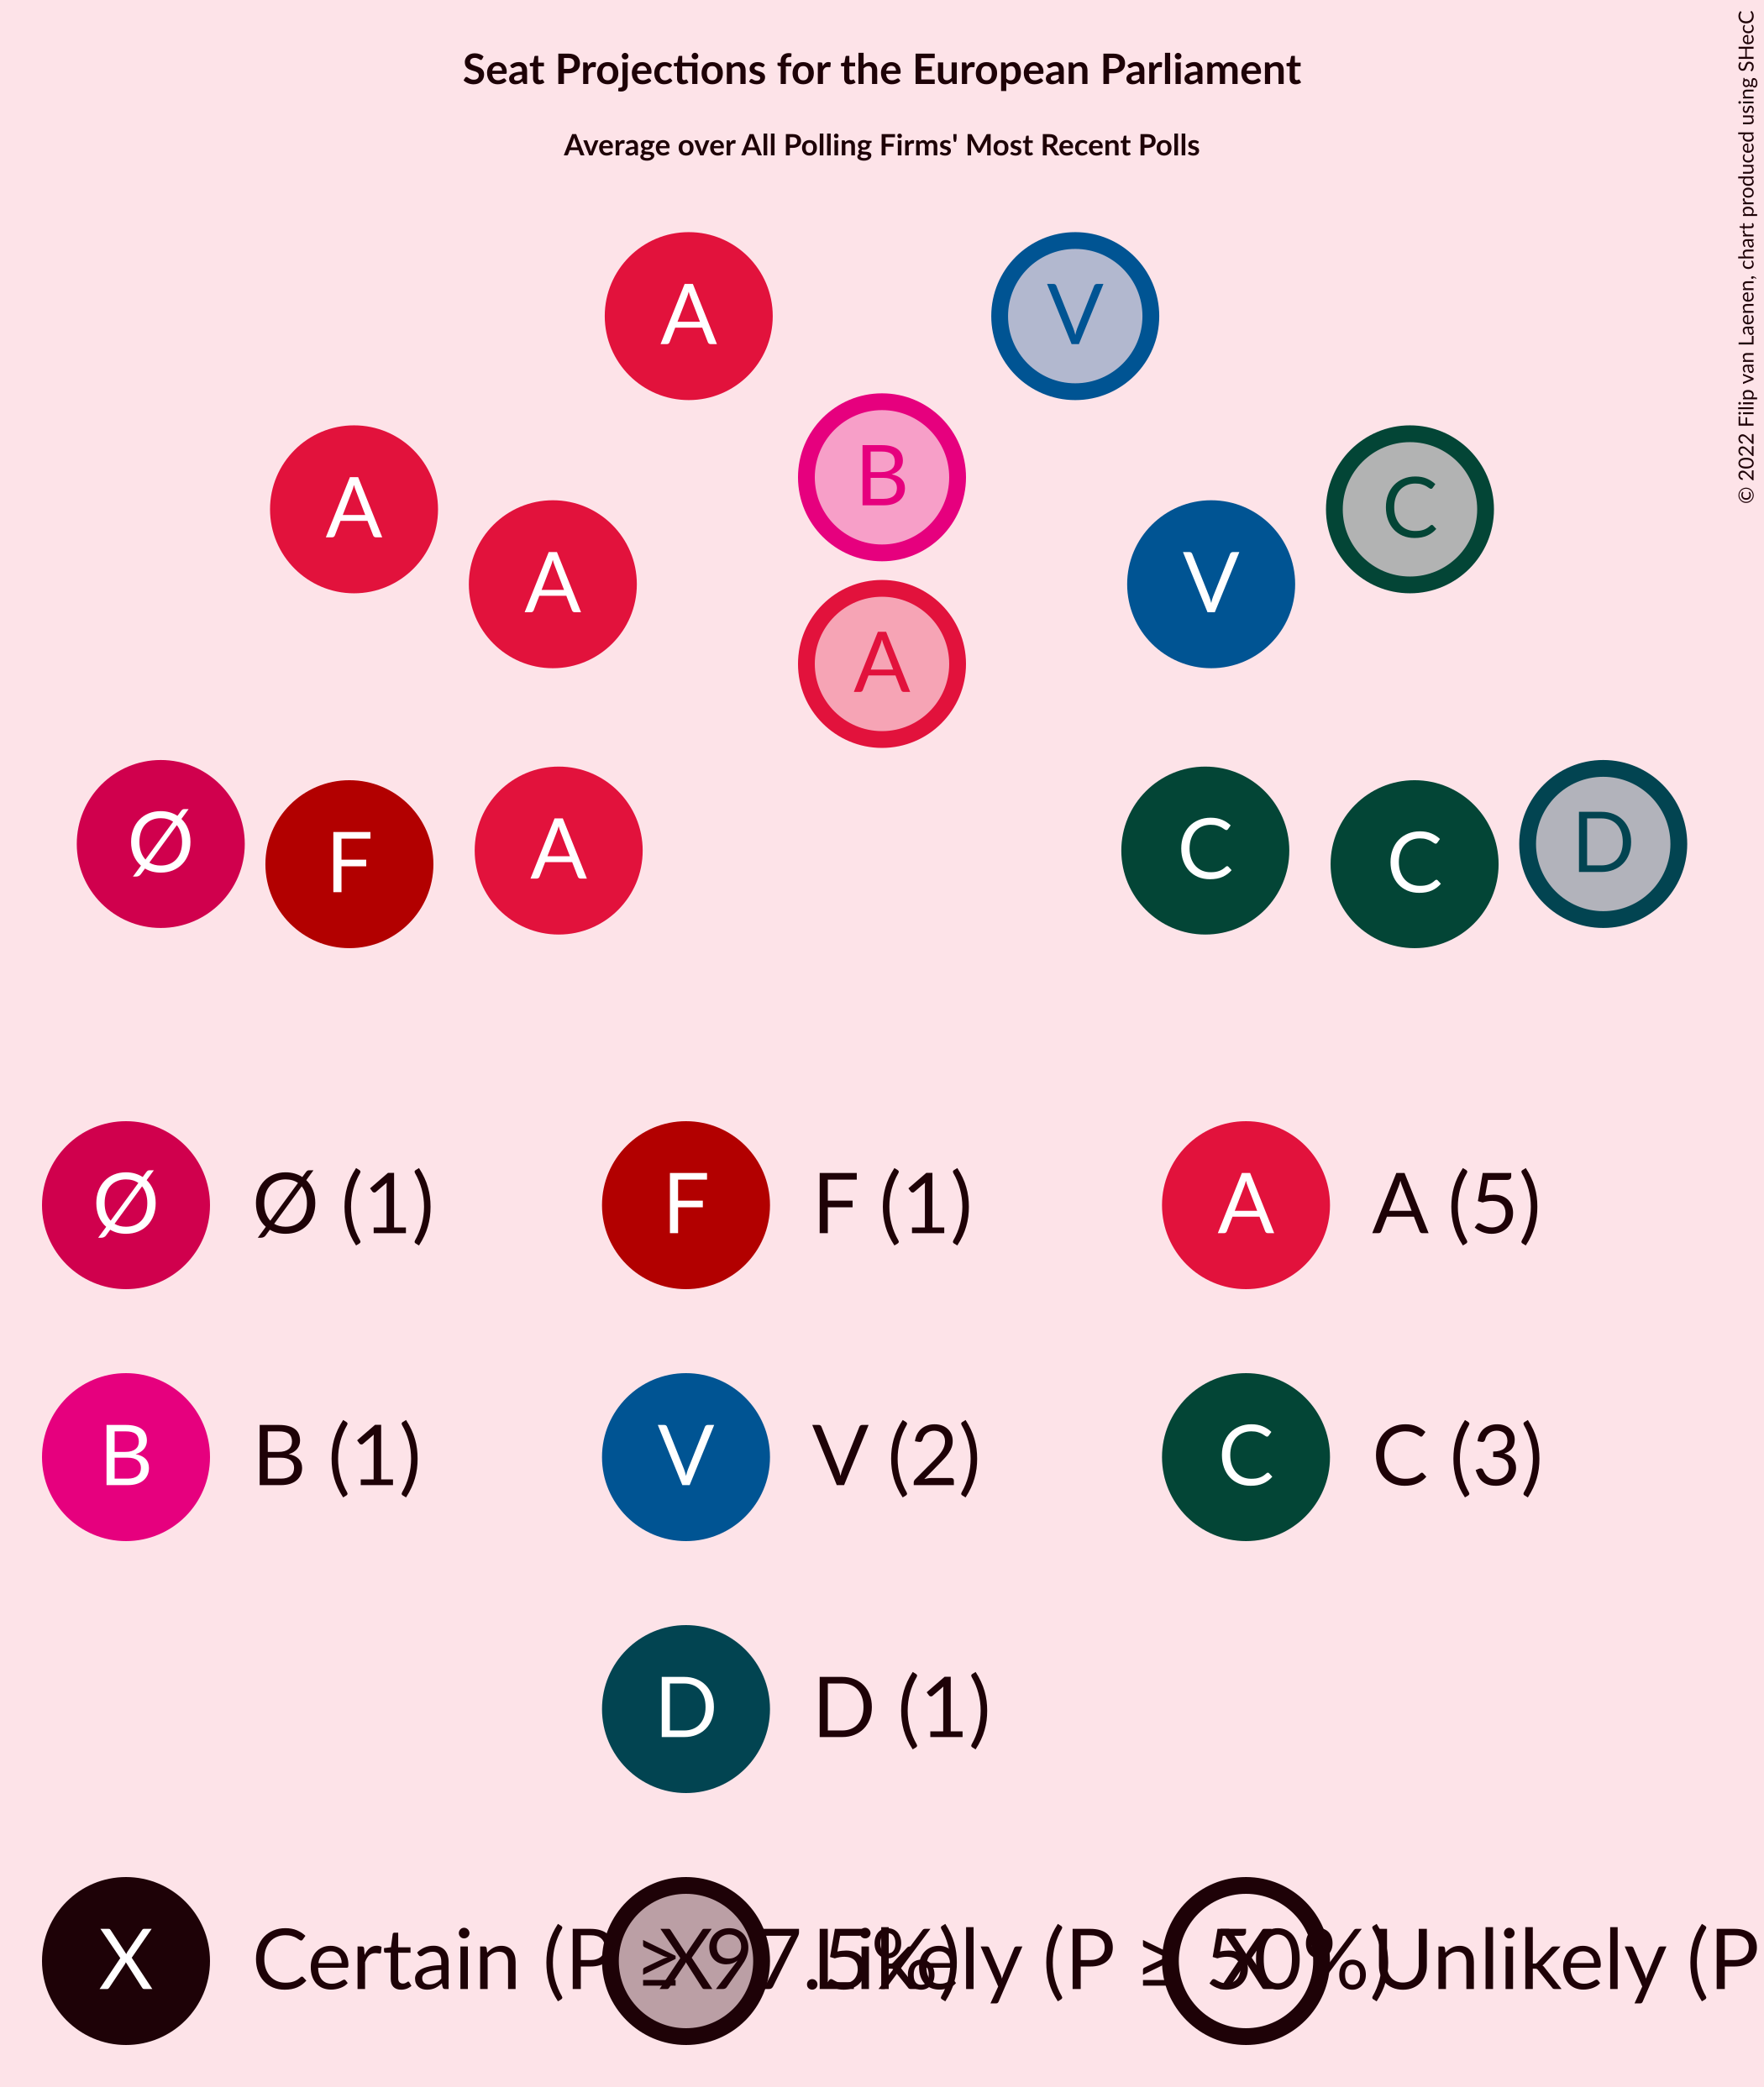 Seat Projections for the European Parliament
Average over All Polling Firms' Most Recent Polls
© 2022 Filip van Laenen, chart produced using SHecC
A V
B
A C
A V
A
Ø F A C C D
Ø Ø (1) F F (1) A A (5)
B B (1) V V (2) C C (3)
D D (1)
X Certain (P ≥ 97.5%) X Likely (P ≥ 50%) X Unlikely (P